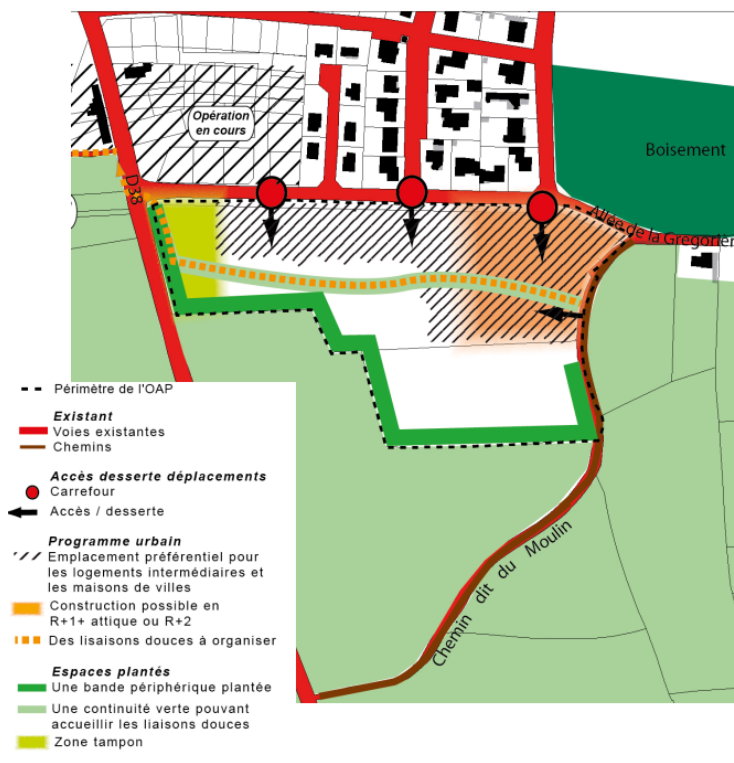 Opération
en cours
Boisement
D38
Allée de la Grégorièr
Chemin dit du Moulin
Périmètre de l'OAP
Existant
Voies existantes
Chemins
Accès desserte déplacements
Carrefour
Accès / desserte
Programme urbain
Emplacement préférentiel pour
les logements intermédiaires et
les maisons de villes
Construction possible en
R+1+ attique ou R+2
Des lisaisons douces à organiser
Espaces plantés
Une bande périphérique plantée
Une continuité verte pouvant
accueillir les liaisons douces
Zone tampon